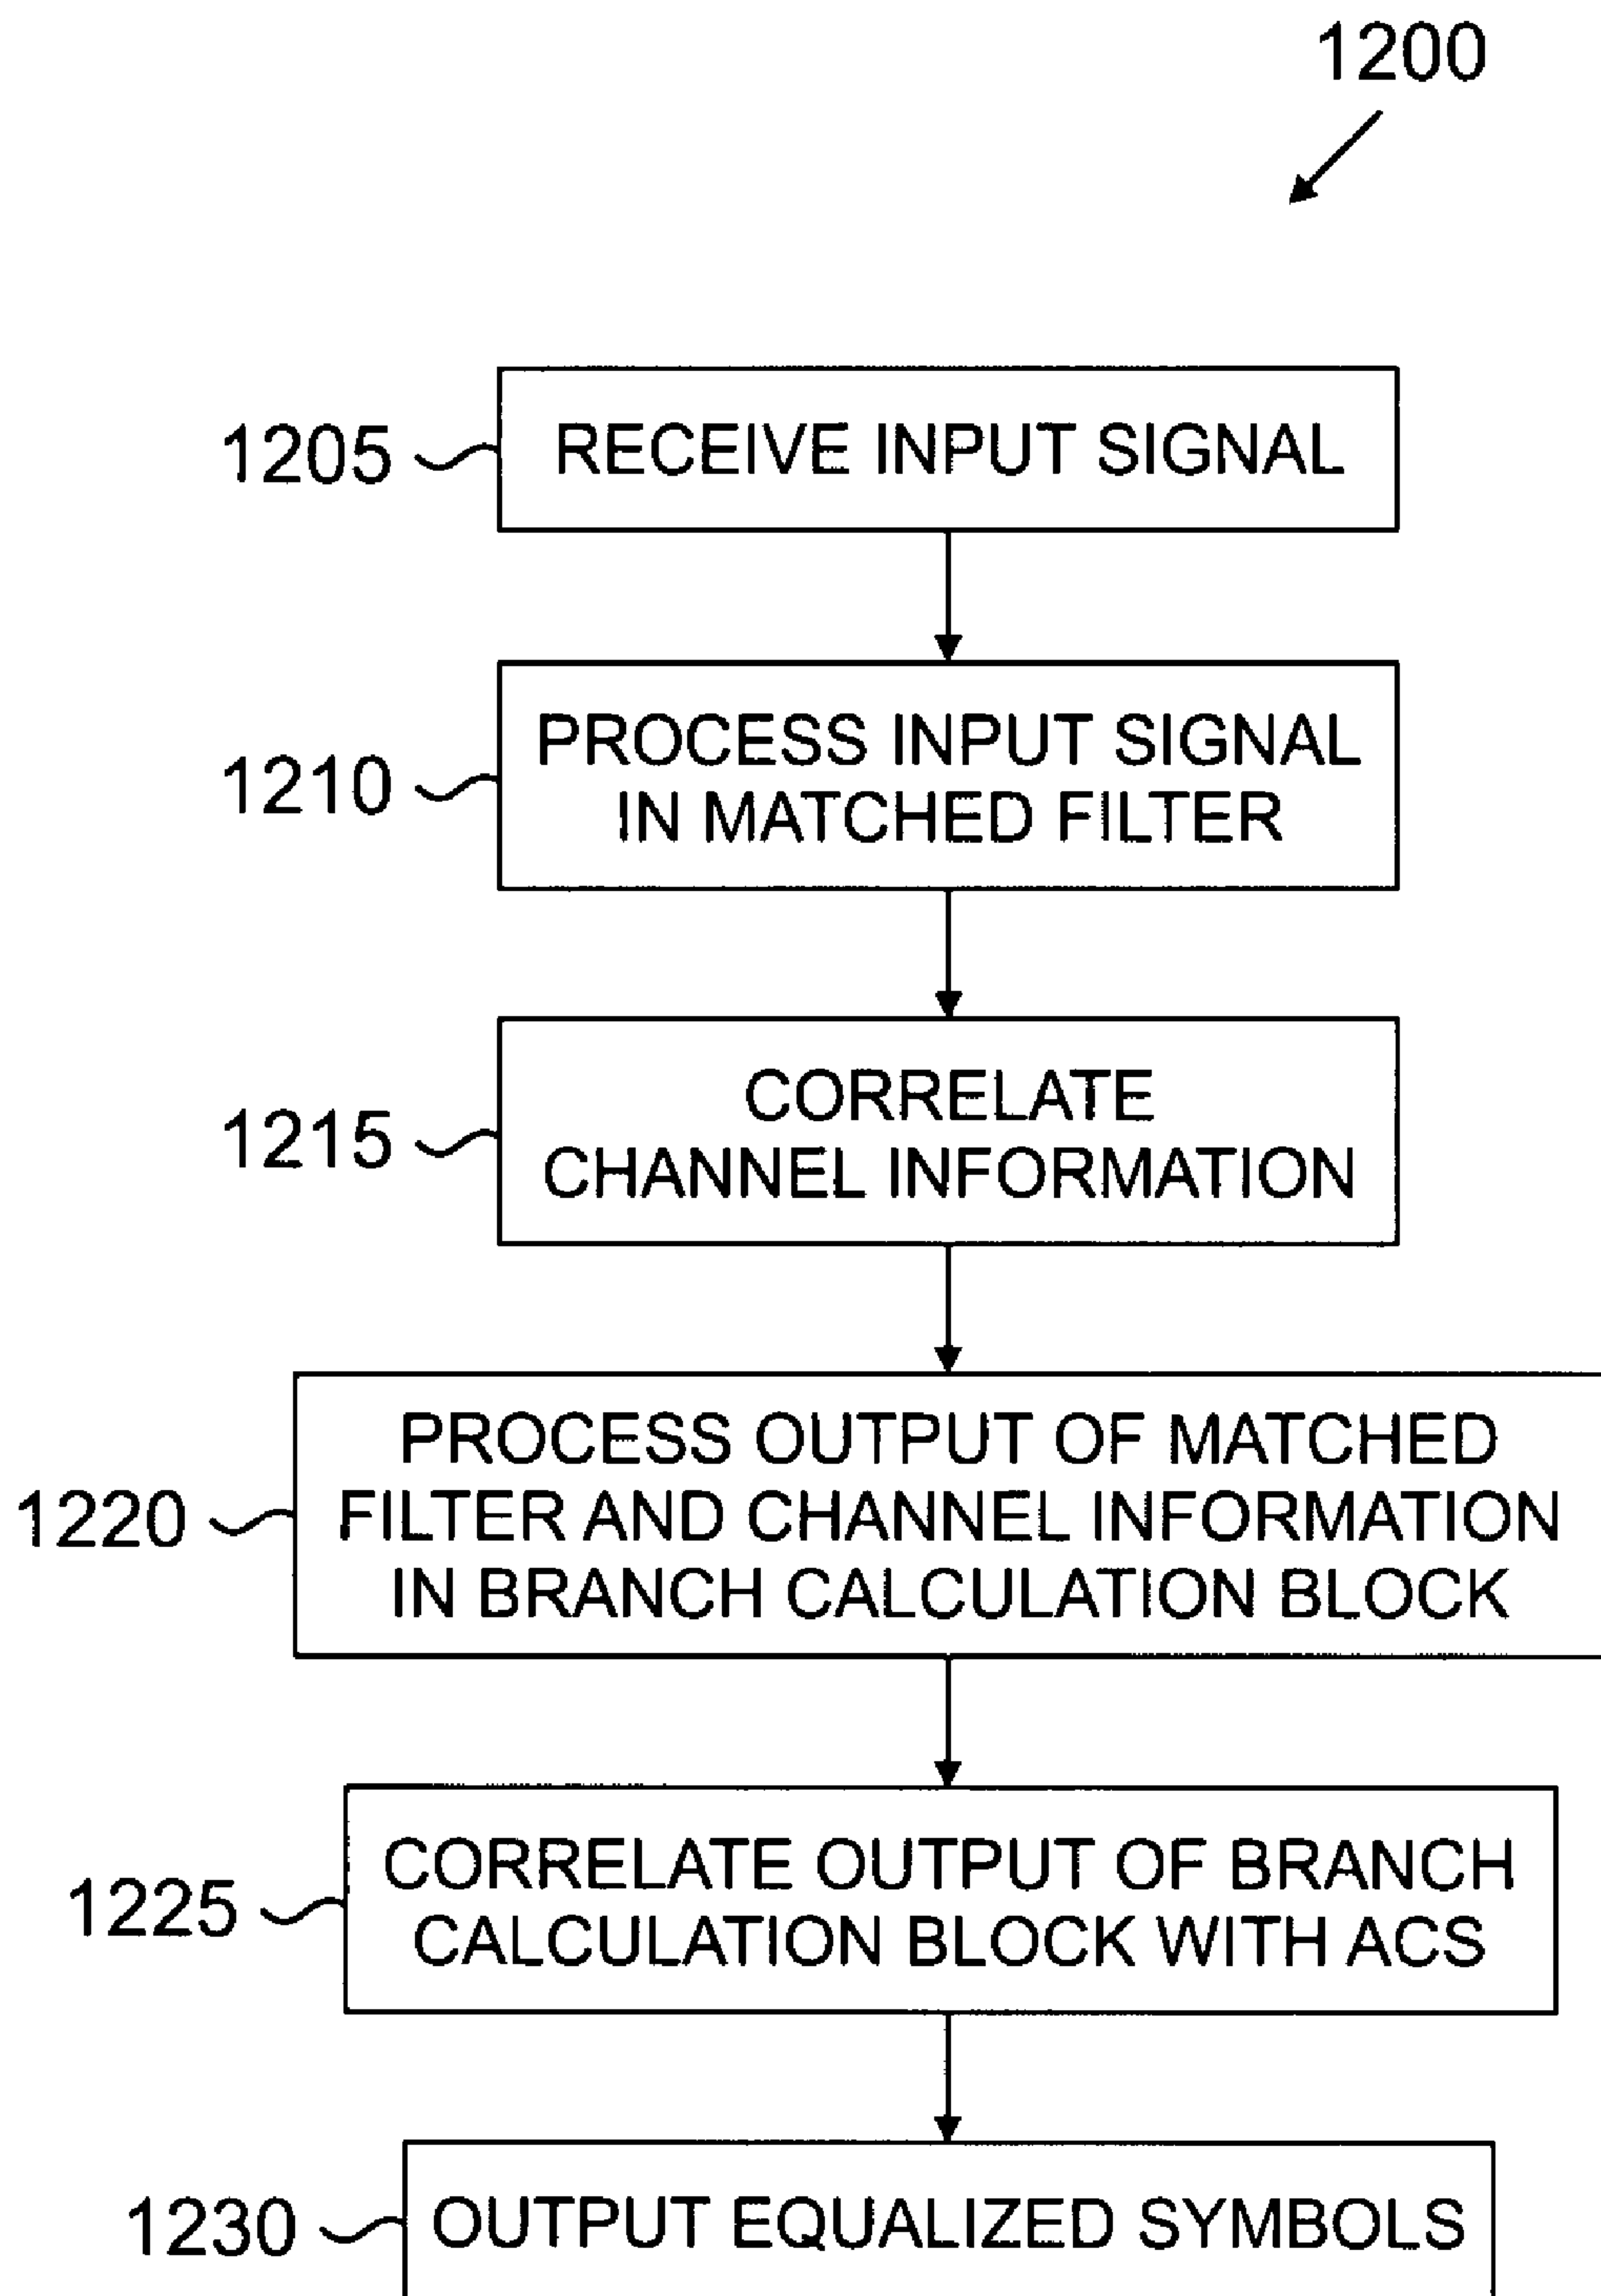 1200
1205
RECEIVE INPUT SIGNAL
1210
PROCESS INPUT SIGNAL
IN MATCHED FILTER
1215
CORRELATE
CHANNEL INFORMATION
1220
PROCESS OUTPUT OF MATCHED
FILTER AND CHANNEL INFORMATION
IN BRANCH CALCULATION BLOCK
1225
CORRELATE OUTPUT OF BRANCH
CALCULATION BLOCK WITH ACS
1230
OUTPUT EQUALIZED SYMBOLS